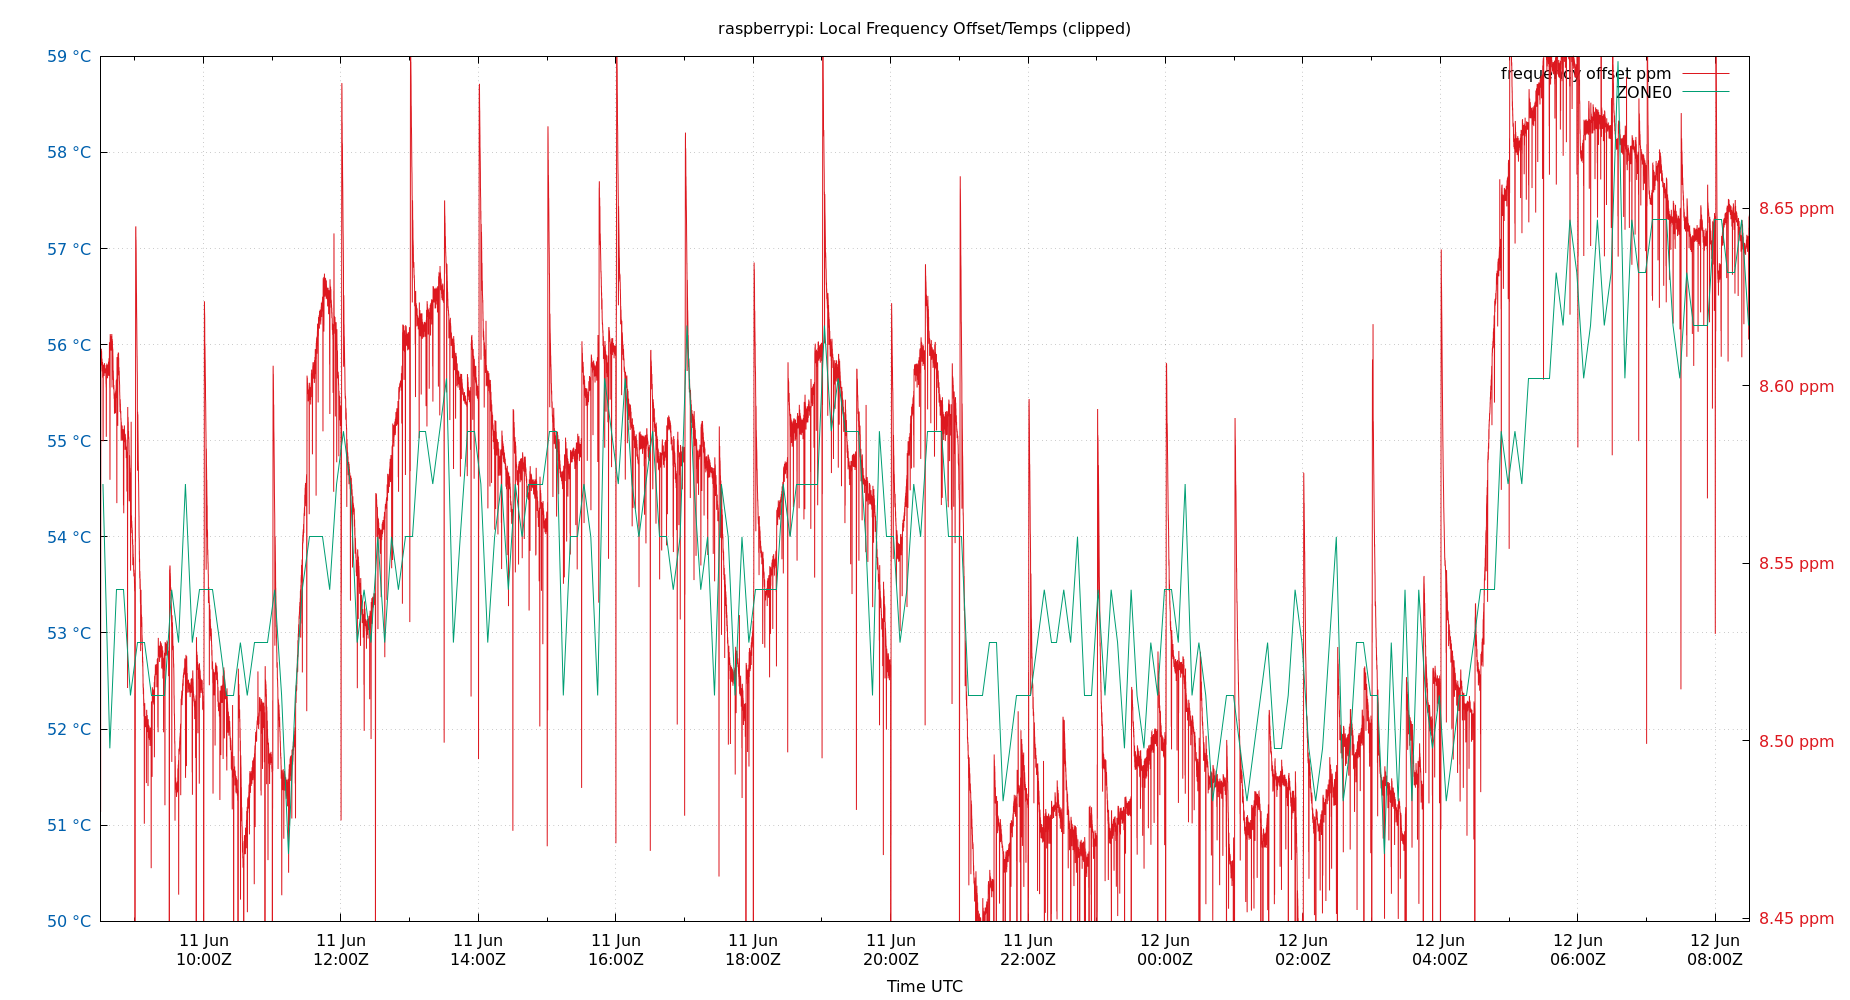 raspberrypi: Local Frequency Offset/Temps (clipped)
59 °C
58 °C
57 °C
56 °C
55 °C
54 °C
53 °C
52 °C
51 °C
50 °C
frequency offset ppm
ZONE0
8.65 ppm
8.60 ppm
8.55 ppm
8.50 ppm
8.45 ppm
11 Jun 11 Jun 11 Jun 11 Jun 11 Jun 11 Jun 11 Jun 12 Jun 12 Jun 12 Jun 12 Jun 12 Jun
10:00Z 12:00Z 14:00Z 16:00Z 18:00Z 20:00Z 22:00Z 00:00Z 02:00Z 04:00Z 06:00Z 08:00Z
Time UTC